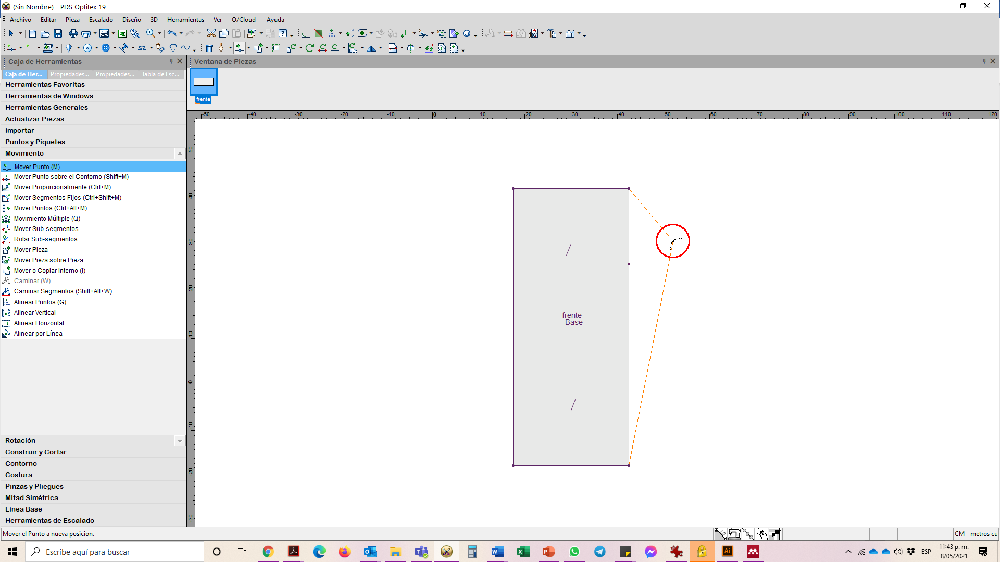 (Sin Nombre) - PDS Optitex 19
Archivo Editar Pieza Escalado Diseño 3D Herramientas Ver O/Cloud Ayuda
Caja de Herramientas
Ventana de Piezas
Caja de Her... Propiedades... Propiedades... Tabla de Esc...
Herramientas Favoritas
Herramientas de Windows
Herramientas Generales
Actualizar Piezas
Importar
Puntos y Piquetes
Movimiento
Mover Punto (M)
Mover Punto sobre el Contorno (Shift+M)
Mover Proporcionalmente (Ctrl+M)
Mover Segmentos Fijos (Ctrl+Shift+M)
Mover Puntos (Ctrl+Alt+M)
Movimiento Múltiple (Q)
Mover Sub-segmentos
Rotar Sub-segmentos
Mover Pieza
Mover Pieza sobre Pieza
Mover o Copiar Interno (I)
Caminar (W)
Caminar Segmentos (Shift+Alt+W)
Alinear Puntos (G)
Alinear Vertical
Alinear Horizontal
Alinear por Línea
Rotación
Construir y Cortar
Contorno
Costura
Pinzas y Pliegues
Mitad Simétrica
Línea Base
Herramientas de Escalado
frente
-50 -40 -30 -20 -10 0 10 20 30 40 50 60 70 80 90 100 110 120
50
40
30
20
10
0
-10
-20
-30
frente
Base
Mover el Punto a nueva posicion.
CM - metros cu
Escribe aquí para buscar
ESP
11:43 p. m.
8/05/2021